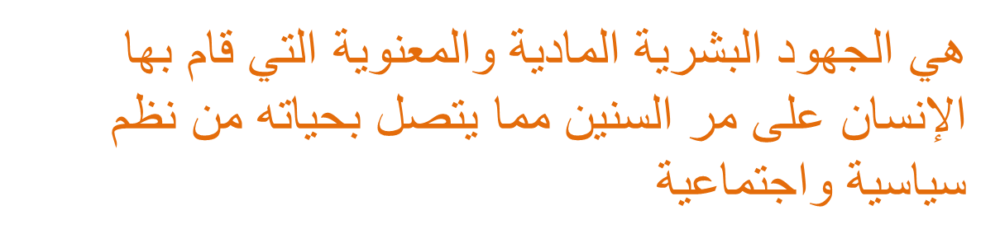 هي الجهود البشرية المادية والمعنوية التي قام بها
الإنسان على مر السنين مما يتصل بحياته من نظم
سياسية واجتماعية